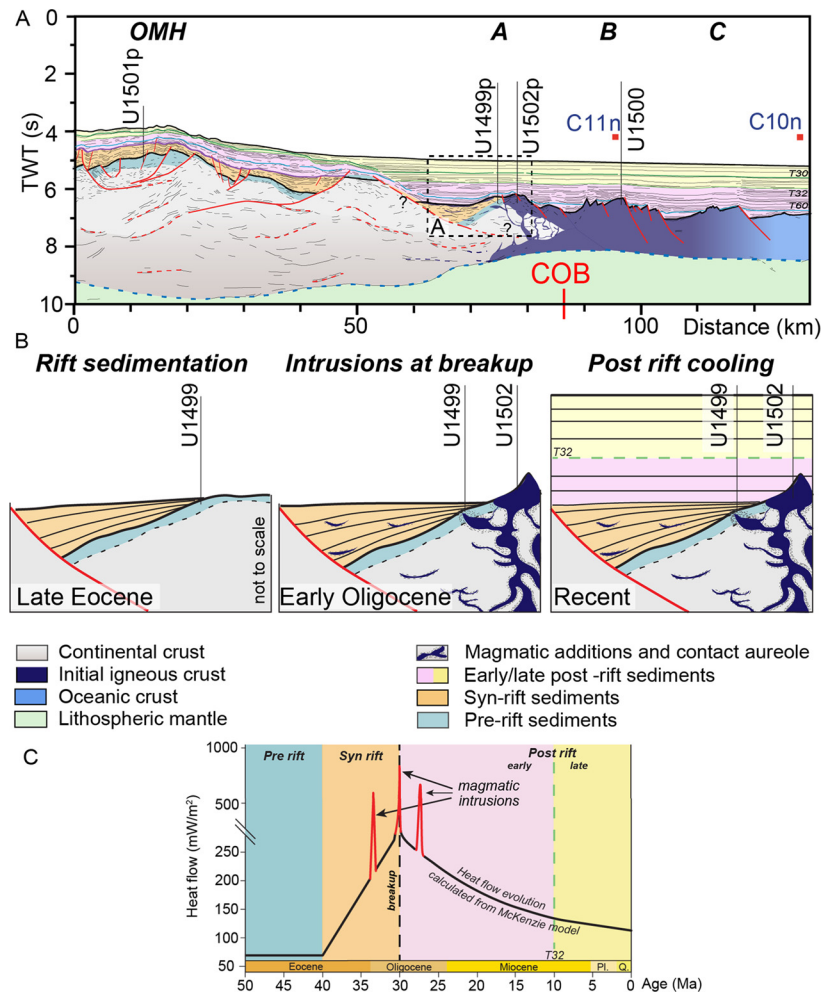 A
OMH A B C
U1501p
U1499p
U1502p
U1500
C11n
C10n
TWT (s)
0
2
4
6
8
10
T30
T32
T60
?
A
?
COB
0 50 100 Distance (km)
B
Rift sedimentation
Intrusions at breakup
Post rift cooling
U1499
U1499
U1502
U1499
U1502
T32
not to scale
Late Eocene
Early Oligocene
Recent
Continental crust
Initial igneous crust
Oceanic crust
Lithospheric mantle
Magmatic additions and contact aureole
Early/late post -rift sediments
Syn-rift sediments
Pre-rift sediments
C
Heat flow (mW/m²)
1000
500
250
200
150
100
50
Pre rift
Syn rift
Post rift
early
late
magmatic
intrusions
breakup
Heat flow evolution
calculated from McKenzie model
T32
Eocene Oligocene Miocene Pl. Q.
50 45 40 35 30 25 20 15 10 5 0 Age (Ma)